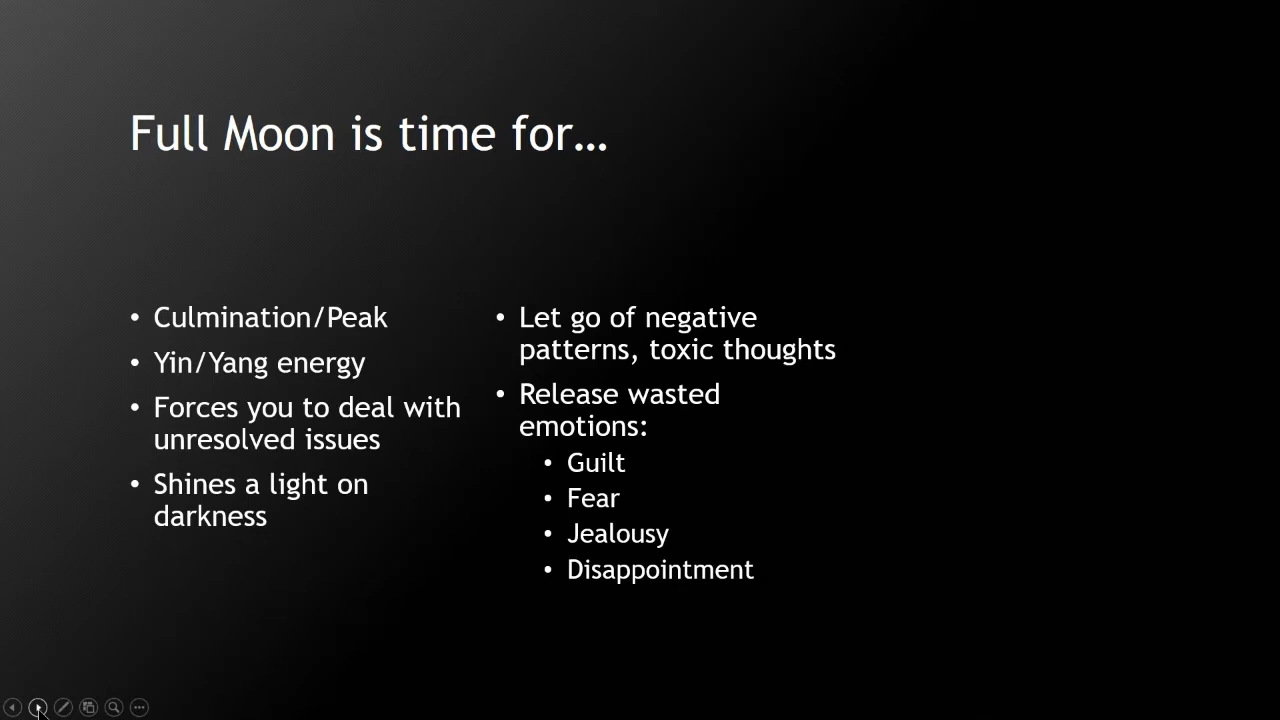 Full Moon is time for…
• Culmination/Peak
• Yin/Yang energy
• Forces you to deal with
unresolved issues
• Shines a light on
darkness
• Let go of negative
patterns, toxic thoughts
• Release wasted
emotions:
• Guilt
• Fear
• Jealousy
• Disappointment